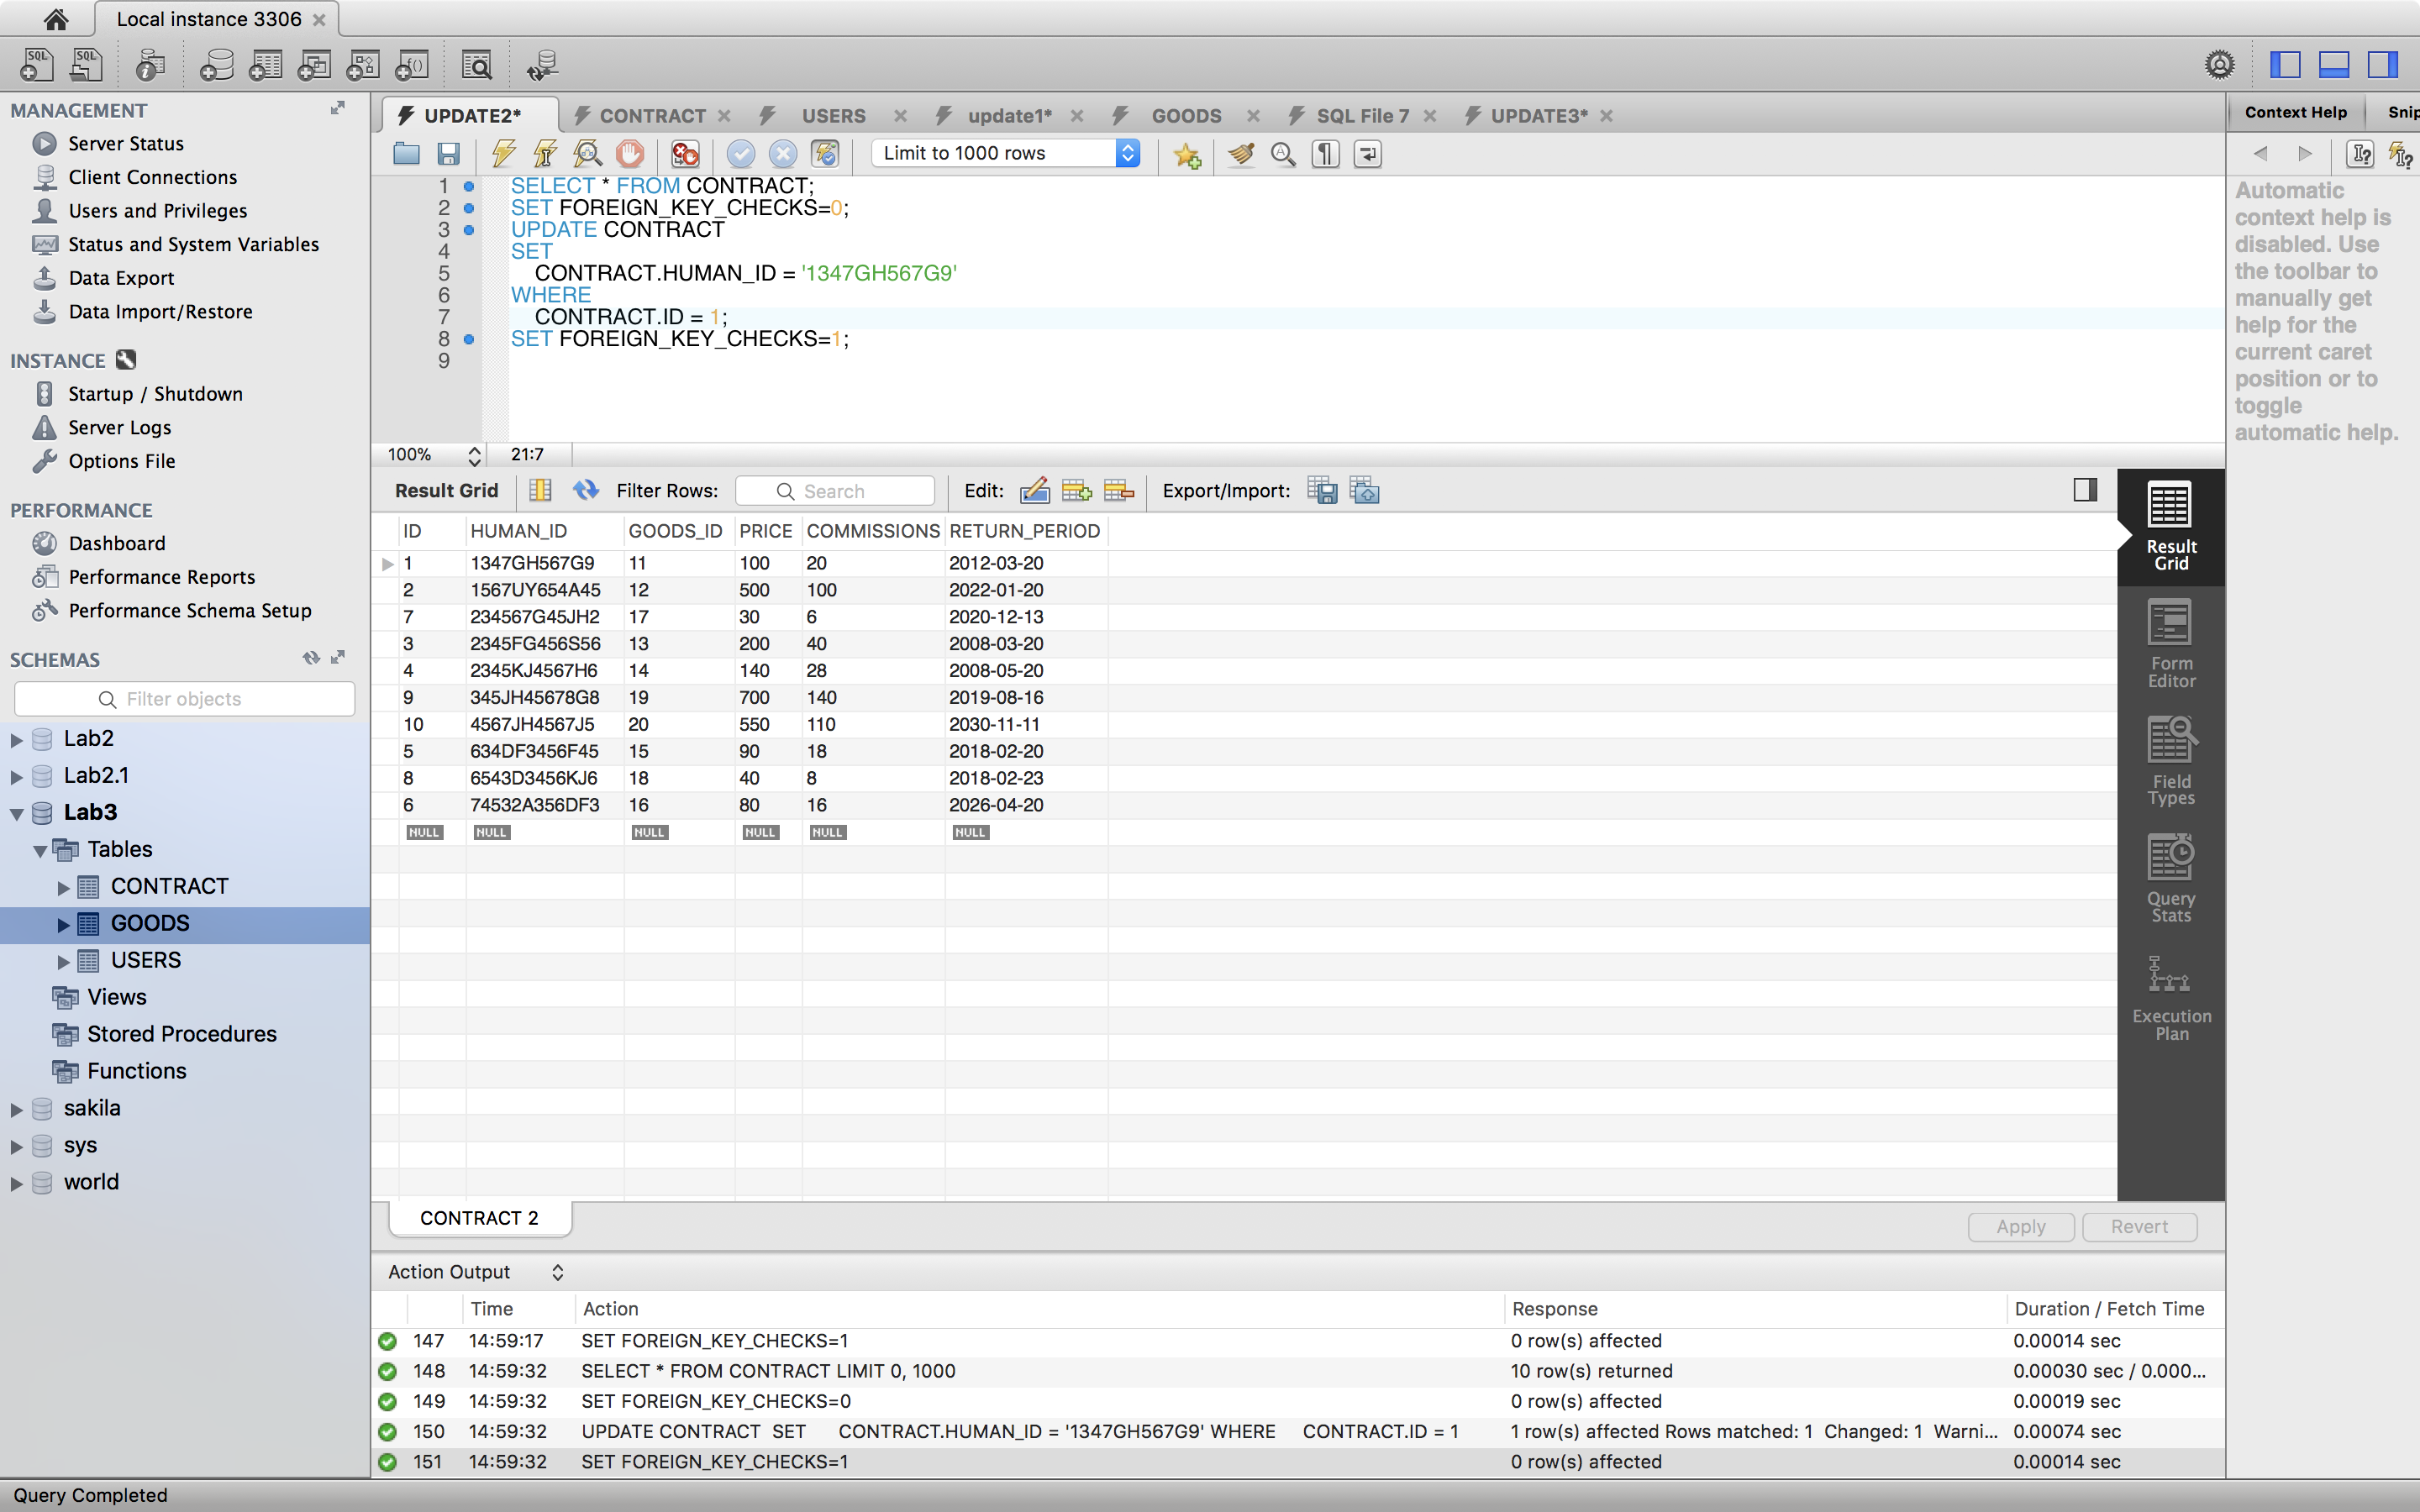 Local instance 3306
MANAGEMENT
Server Status
Client Connections
Users and Privileges
Status and System Variables
Data Export
Data Import/Restore
INSTANCE
Startup / Shutdown
Server Logs
Options File
PERFORMANCE
Dashboard
Performance Reports
Performance Schema Setup
SCHEMAS
Filter objects
Lab2
Lab2.1
Lab3
Tables
CONTRACT
GOODS
USERS
Views
Stored Procedures
Functions
sakila
sys
world
UPDATE2* CONTRACT USERS update1* GOODS SQL File 7 UPDATE3*
Limit to 1000 rows
1 SELECT * FROM CONTRACT;
2 SET FOREIGN_KEY_CHECKS=0;
3 UPDATE CONTRACT
4 SET
5 CONTRACT.HUMAN_ID = '1347GH567G9'
6 WHERE
7 CONTRACT.ID = 1;
8 SET FOREIGN_KEY_CHECKS=1;
9
100% 21:7
Result Grid Filter Rows: Search Edit: Export/Import:
ID HUMAN_ID GOODS_ID PRICE COMMISSIONS RETURN_PERIOD
1 1347GH567G9 11 100 20 2012-03-20
2 1567UY654A45 12 500 100 2022-01-20
7 234567G45JH2 17 30 6 2020-12-13
3 2345FG456S56 13 200 40 2008-03-20
4 2345KJ4567H6 14 140 28 2008-05-20
9 345JH45678G8 19 700 140 2019-08-16
10 4567JH4567J5 20 550 110 2030-11-11
5 634DF3456F45 15 90 18 2018-02-20
8 6543D3456KJ6 18 40 8 2018-02-23
6 74532A356DF3 16 80 16 2026-04-20
NULL NULL NULL NULL NULL NULL
Result
Grid
Form
Editor
Field
Types
Query
Stats
Execution
Plan
CONTRACT 2
Apply Revert
Action Output
Time Action Response Duration / Fetch Time
147 14:59:17 SET FOREIGN_KEY_CHECKS=1 0 row(s) affected 0.00014 sec
148 14:59:32 SELECT * FROM CONTRACT LIMIT 0, 1000 10 row(s) returned 0.00030 sec / 0.000...
149 14:59:32 SET FOREIGN_KEY_CHECKS=0 0 row(s) affected 0.00019 sec
150 14:59:32 UPDATE CONTRACT SET CONTRACT.HUMAN_ID = '1347GH567G9' WHERE CONTRACT.ID = 1 1 row(s) affected Rows matched: 1 Changed: 1 Warni... 0.00074 sec
151 14:59:32 SET FOREIGN_KEY_CHECKS=1 0 row(s) affected 0.00014 sec
Context Help Snip
Automatic
context help is
disabled. Use
the toolbar to
manually get
help for the
current caret
position or to
toggle
automatic help.
Query Completed